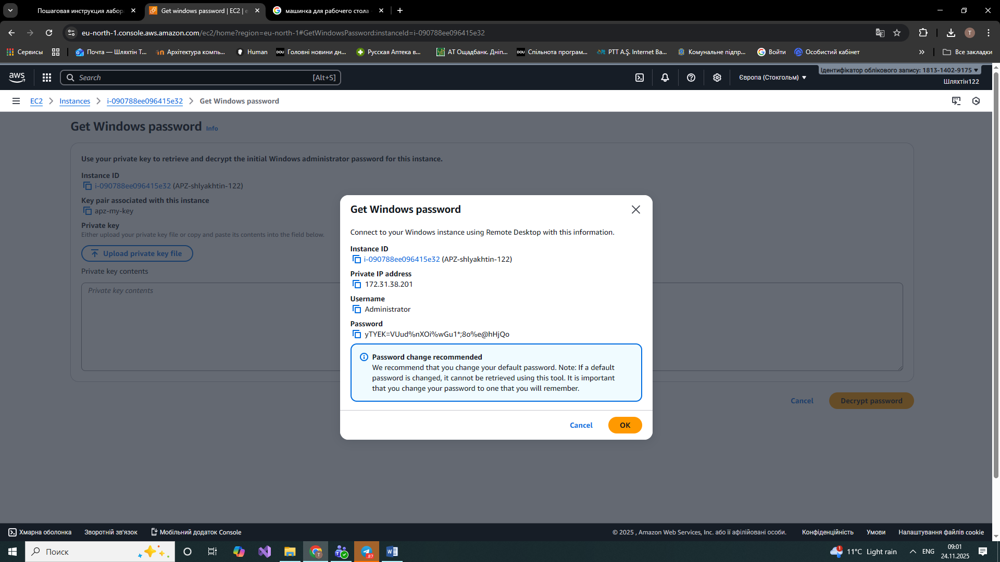 Пошаговая инструкция лабор
Get windows password | EC2 | e
машинка для рабочего стола
eu-north-1.console.aws.amazon.com/ec2/home?region=eu-north-1#GetWindowsPassword:instanceId=i-090788ee096415e32
T
Сервисы
Почта — Шляхтін Т...
Архітектура компь...
Human
DOU Головні новини дн...
Русская Аптека в...
АТ Ощадбанк. Дніп...
DOU Спільнота програм...
PTT A.Ş. Internet Ba...
Комунальне підпр...
Войти
Особистий кабінет
Все закладки
aws
Search [Alt+S]
Європа (Стокгольм)
Ідентифікатор облікового запису: 1813-1402-9175
Шляхтін122
EC2 > Instances > i-090788ee096415e32 > Get Windows password
Get Windows password Info
Use your private key to retrieve and decrypt the initial Windows administrator password for this instance.
Instance ID
i-090788ee096415e32 (APZ-shlyakhtin-122)
Key pair associated with this instance
apz-my-key
Private key
Either upload your private key file or copy and paste its contents into the field below.
Upload private key file
Private key contents
Private key contents
Cancel
Decrypt password
Get Windows password
Connect to your Windows instance using Remote Desktop with this information.
Instance ID
i-090788ee096415e32 (APZ-shlyakhtin-122)
Private IP address
172.31.38.201
Username
Administrator
Password
yTYEK=VUud%nXOi%wGu1*;8o%e@hHjQo
Password change recommended
We recommend that you change your default password. Note: If a default
password is changed, it cannot be retrieved using this tool. It is important
that you change your password to one that you will remember.
Cancel
OK
Хмарна оболонка
Зворотній зв'язок
Мобільний додаток Console
© 2025 , Amazon Web Services, Inc. або її афілійовані особи.
Конфіденційність
Умови
Налаштування файлів cookie
Поиск
.87
1
11°C Light rain
ENG
09:01
24.11.2025